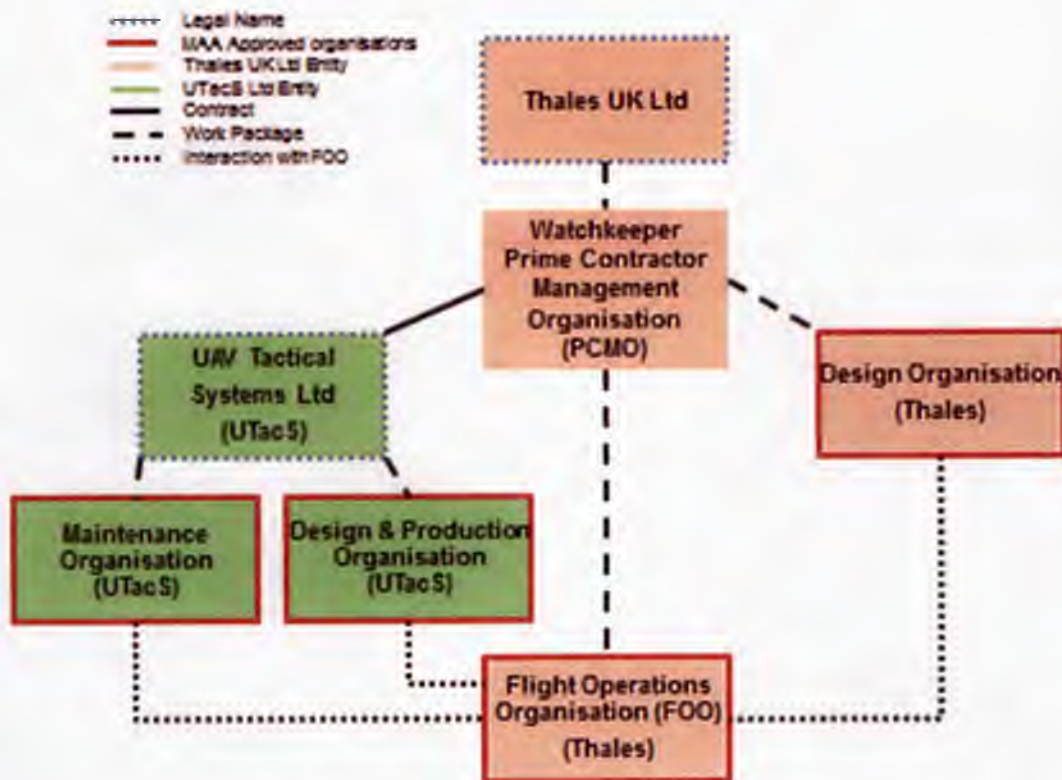 Legal Name
MAA Approved organisations
Thales UK Ltd Entity
UTacS Ltd Entity
Contract
Work Package
Interaction with FOO
Thales UK Ltd
Watchkeeper
Prime Contractor
Management
Organisation
(PCMO)
UAV Tactical
Systems Ltd
(UTacS)
Design Organisation
(Thales)
Maintenance
Organisation
(UTacS)
Design & Production
Organisation
(UTacS)
Flight Operations
Organisation (FOO)
(Thales)